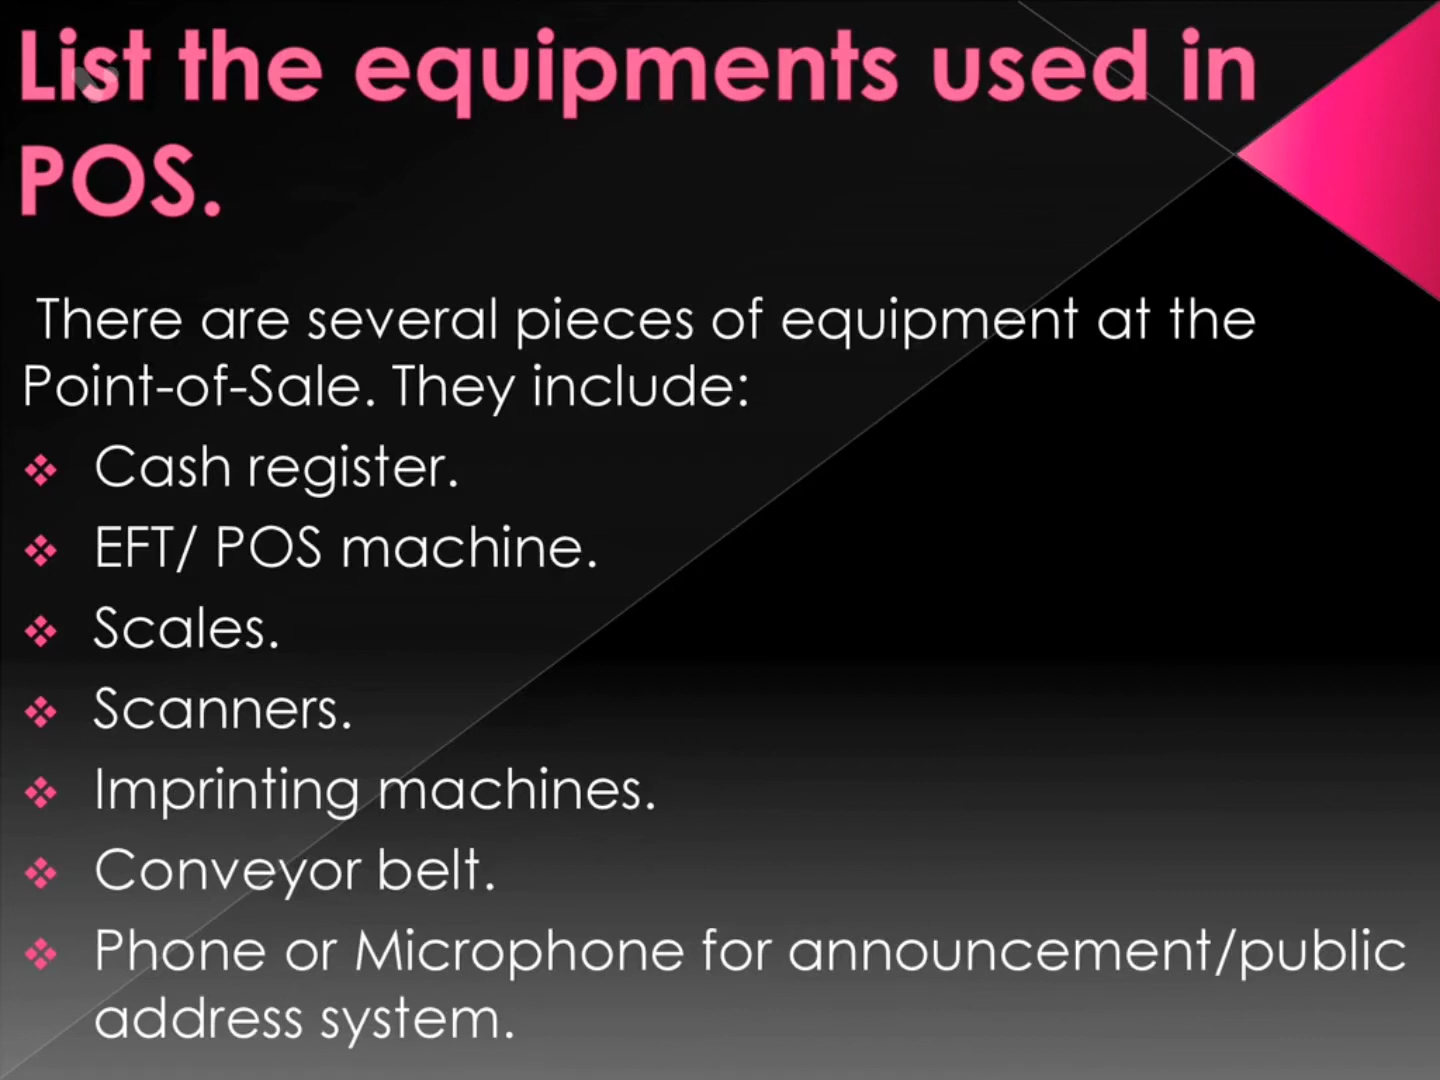 List the equipments used in
POS.
There are several pieces of equipment at the
Point-of-Sale. They include:
❖ Cash register.
❖ EFT/ POS machine.
❖ Scales.
❖ Scanners.
❖ Imprinting machines.
❖ Conveyor belt.
❖ Phone or Microphone for announcement/public
address system.